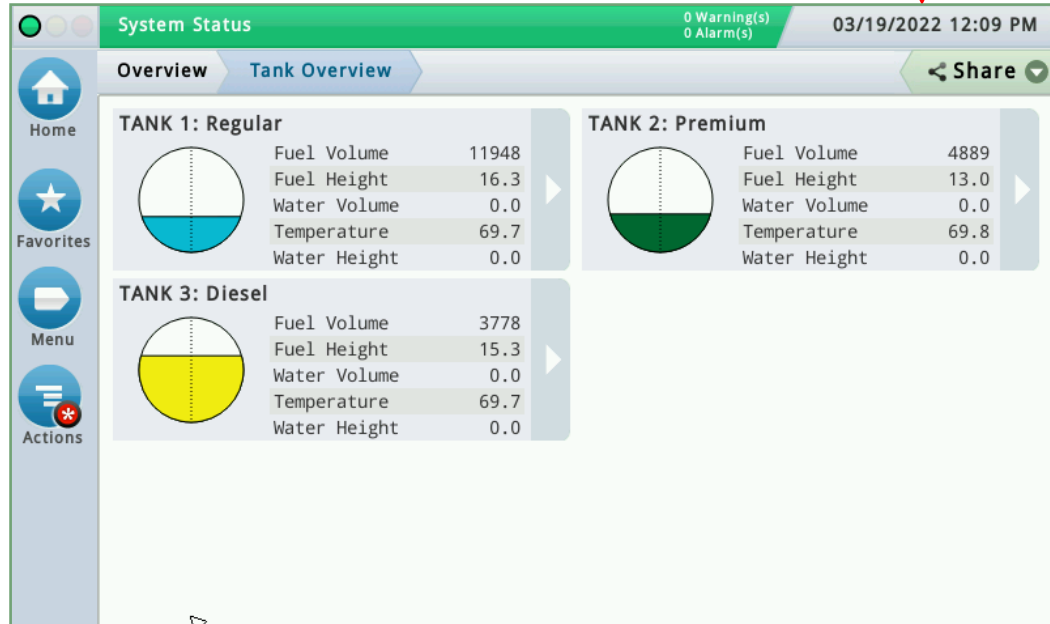 System Status
0 Warning(s)
0 Alarm(s)
03/19/2022 12:09 PM
Overview
Tank Overview
Share
Home
Favorites
Menu
Actions
TANK 1: Regular
Fuel Volume 11948
Fuel Height 16.3
Water Volume 0.0
Temperature 69.7
Water Height 0.0
TANK 2: Premium
Fuel Volume 4889
Fuel Height 13.0
Water Volume 0.0
Temperature 69.8
Water Height 0.0
TANK 3: Diesel
Fuel Volume 3778
Fuel Height 15.3
Water Volume 0.0
Temperature 69.7
Water Height 0.0